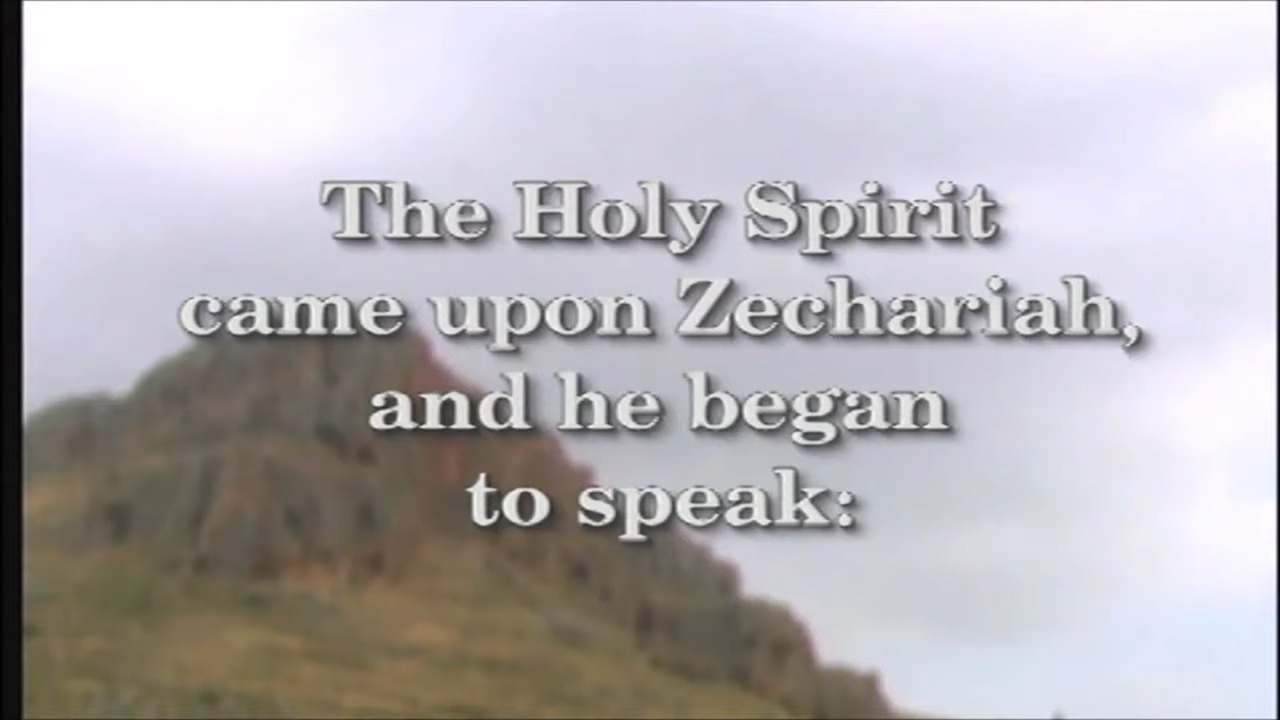 The Holy Spirit
came upon Zechariah,
and he began
to speak: